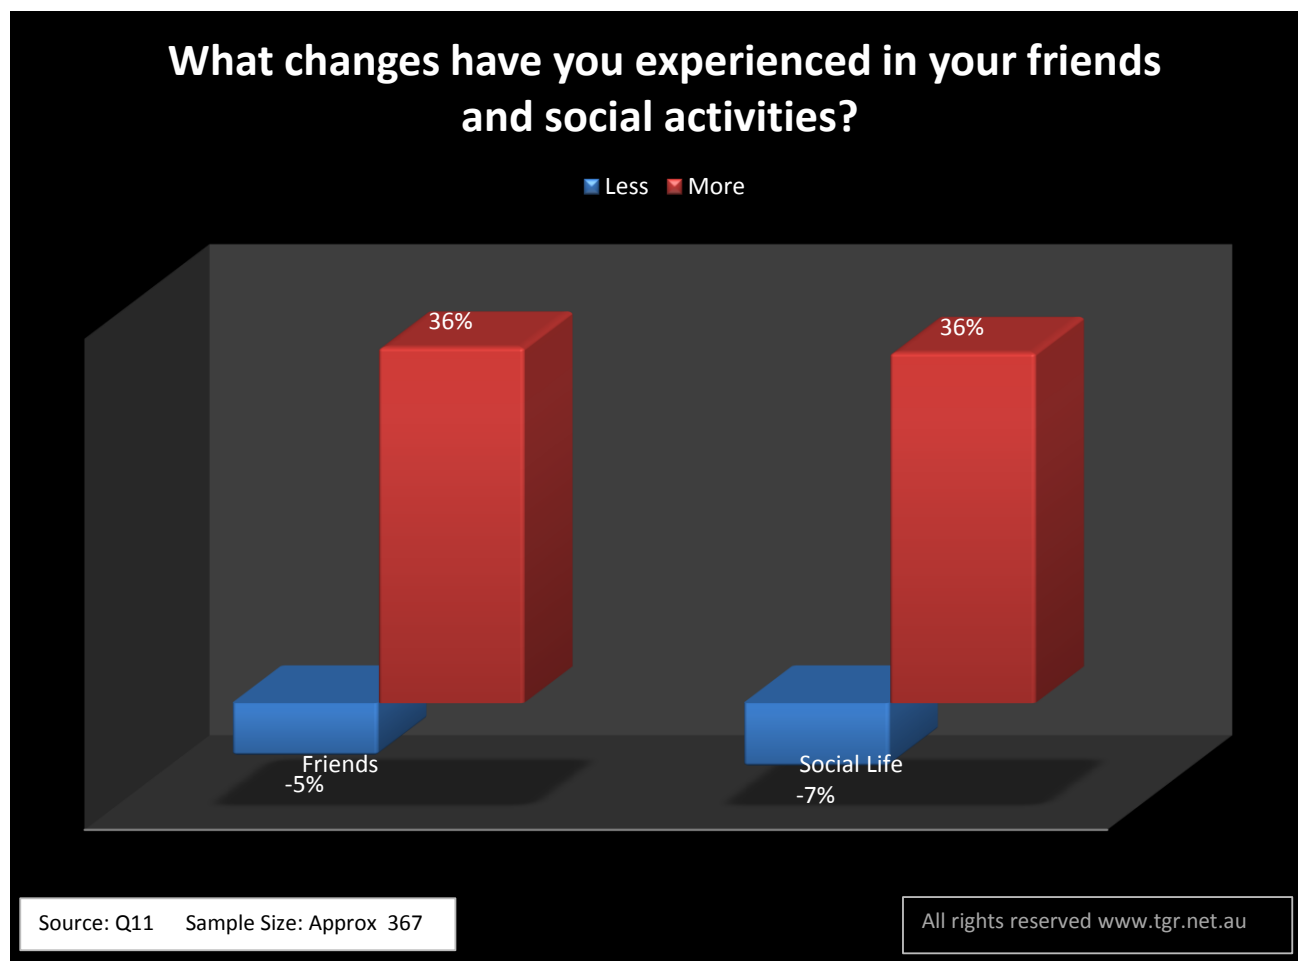 What changes have you experienced in your friends
and social activities?
Less More
36% 36%
Friends Social Life
-5% -7%
Source: Q11 Sample Size: Approx 367
All rights reserved www.tgr.net.au